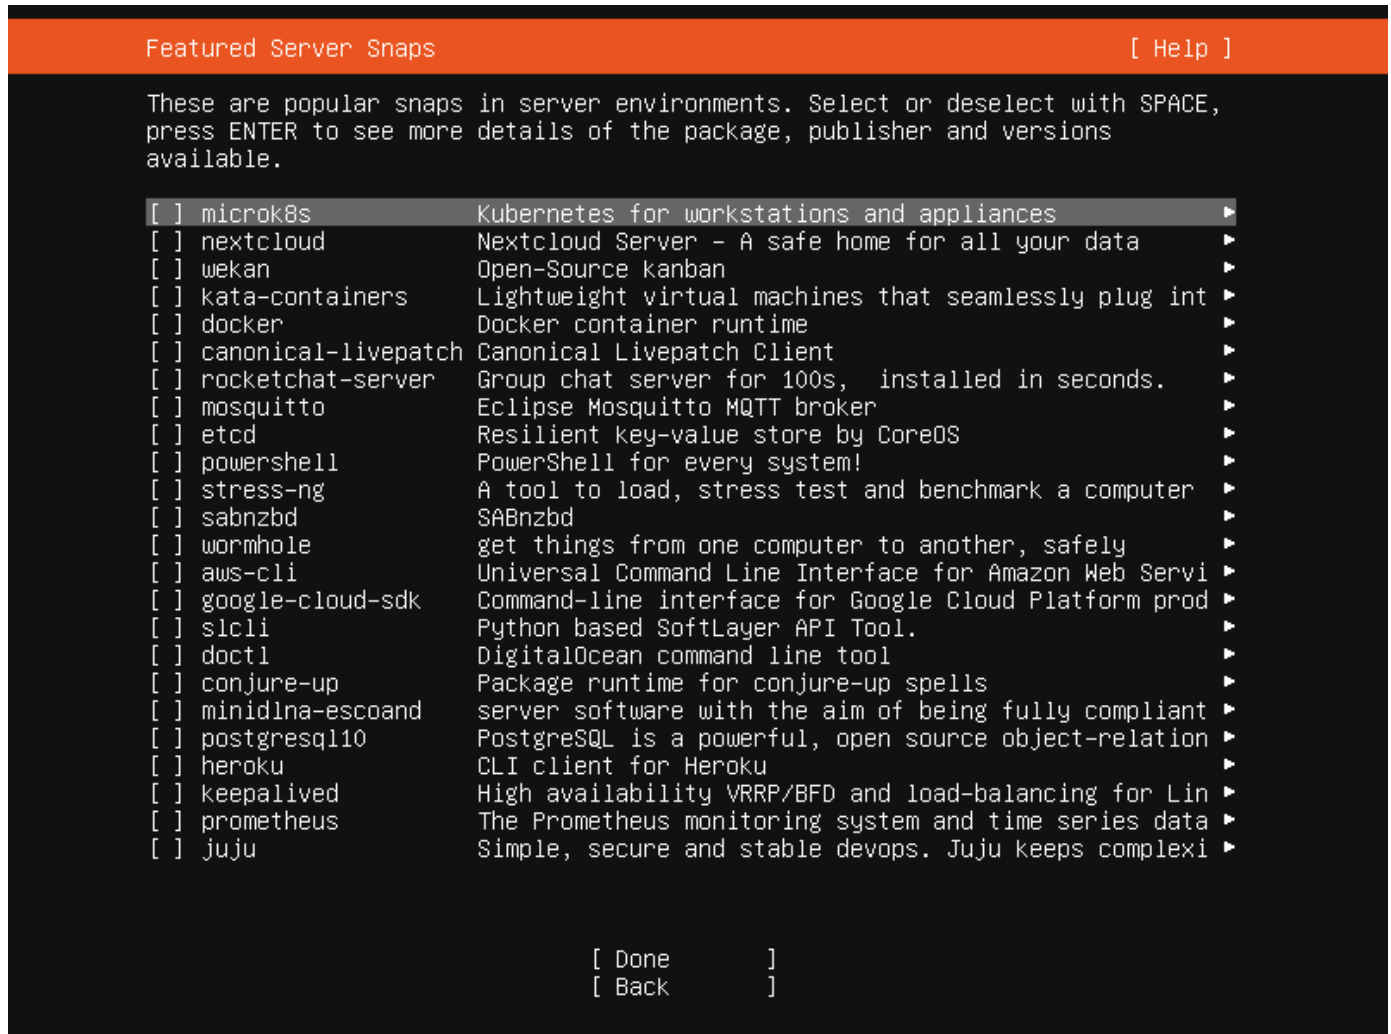 Featured Server Snaps [ Help ]
These are popular snaps in server environments. Select or deselect with SPACE,
press ENTER to see more details of the package, publisher and versions
available.
[ ] microk8s Kubernetes for workstations and appliances ▸
[ ] nextcloud Nextcloud Server – A safe home for all your data ▸
[ ] wekan Open–Source kanban ▸
[ ] kata–containers Lightweight virtual machines that seamlessly plug int ▸
[ ] docker Docker container runtime ▸
[ ] canonical–livepatch Canonical Livepatch Client ▸
[ ] rocketchat–server Group chat server for 100s,  installed in seconds. ▸
[ ] mosquitto Eclipse Mosquitto MQTT broker ▸
[ ] etcd Resilient key–value store by CoreOS ▸
[ ] powershell PowerShell for every system! ▸
[ ] stress–ng A tool to load, stress test and benchmark a computer ▸
[ ] sabnzbd SABnzbd ▸
[ ] wormhole get things from one computer to another, safely ▸
[ ] aws–cli Universal Command Line Interface for Amazon Web Servi ▸
[ ] google–cloud–sdk Command–line interface for Google Cloud Platform prod ▸
[ ] slcli Python based SoftLayer API Tool. ▸
[ ] doctl DigitalOcean command line tool ▸
[ ] conjure–up Package runtime for conjure–up spells ▸
[ ] minidlna–escoand server software with the aim of being fully compliant ▸
[ ] postgresql10 PostgreSQL is a powerful, open source object–relation ▸
[ ] heroku CLI client for Heroku ▸
[ ] keepalived High availability VRRP/BFD and load–balancing for Lin ▸
[ ] prometheus The Prometheus monitoring system and time series data ▸
[ ] juju Simple, secure and stable devops. Juju keeps complexi ▸
[ Done ]
[ Back ]